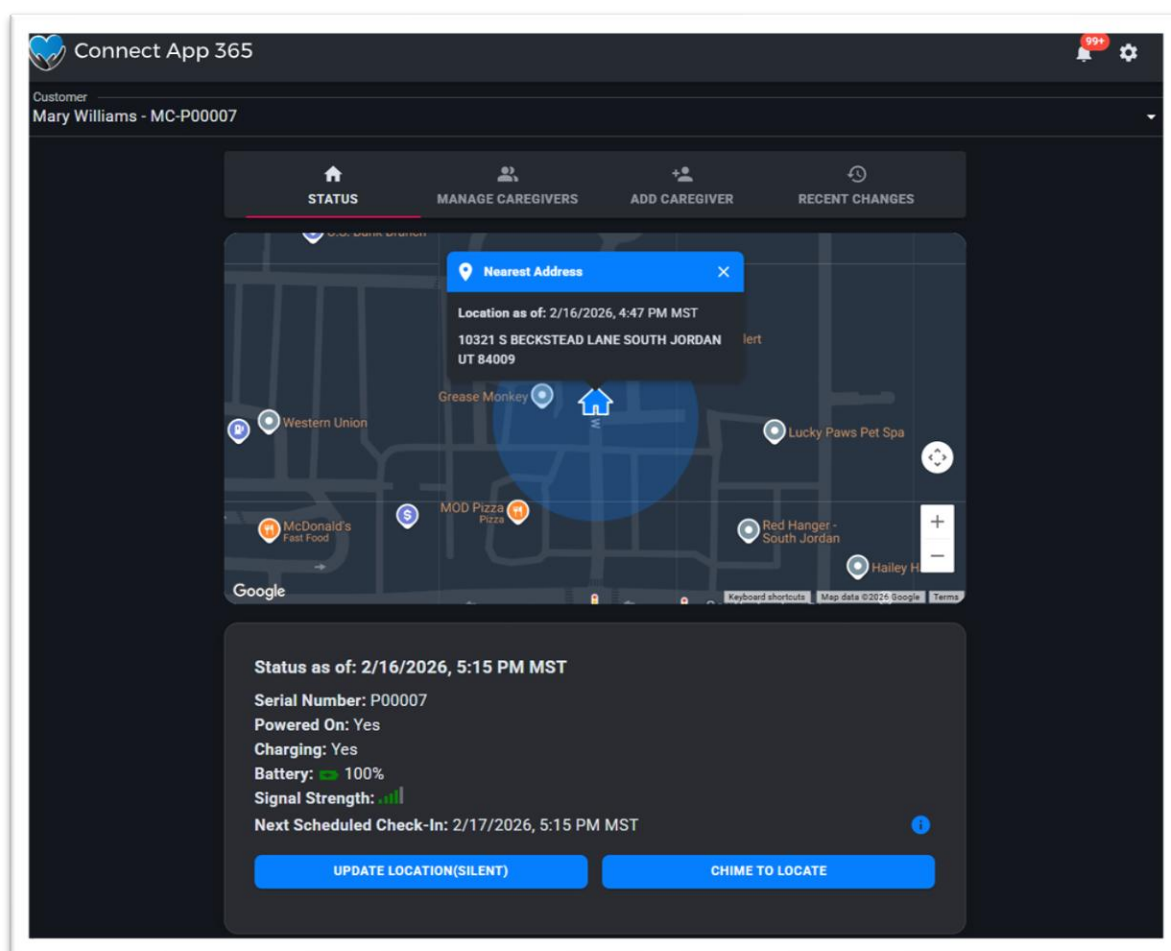 Connect App 365
99+
Customer
Mary Williams - MC-P00007
STATUS
MANAGE CAREGIVERS
ADD CAREGIVER
RECENT CHANGES
U.S. Bank Branch
Nearest Address
Location as of: 2/16/2026, 4:47 PM MST
10321 S BECKSTEAD LANE SOUTH JORDAN
UT 84009
lert
Grease Monkey
W
Western Union
Lucky Paws Pet Spa
MOD Pizza
Pizza
McDonald's
Fast Food
$
Red Hanger -
South Jordan
Hailey H
+
−
Google
Keyboard shortcuts
Map data ©2026 Google
Terms
Status as of: 2/16/2026, 5:15 PM MST
Serial Number: P00007
Powered On: Yes
Charging: Yes
Battery: 100%
Signal Strength:
Next Scheduled Check-In: 2/17/2026, 5:15 PM MST
UPDATE LOCATION(SILENT)
CHIME TO LOCATE